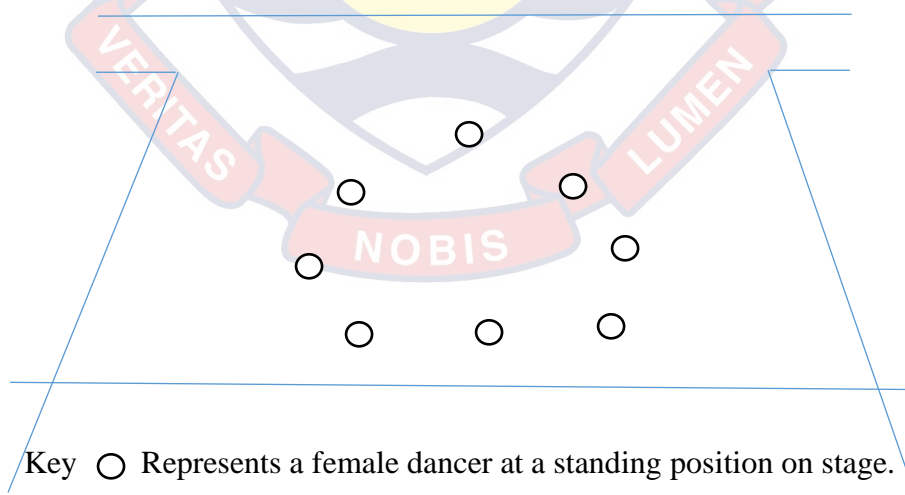 VERITAS
LUMEN
NOBIS
Key Represents a female dancer at a standing position on stage.